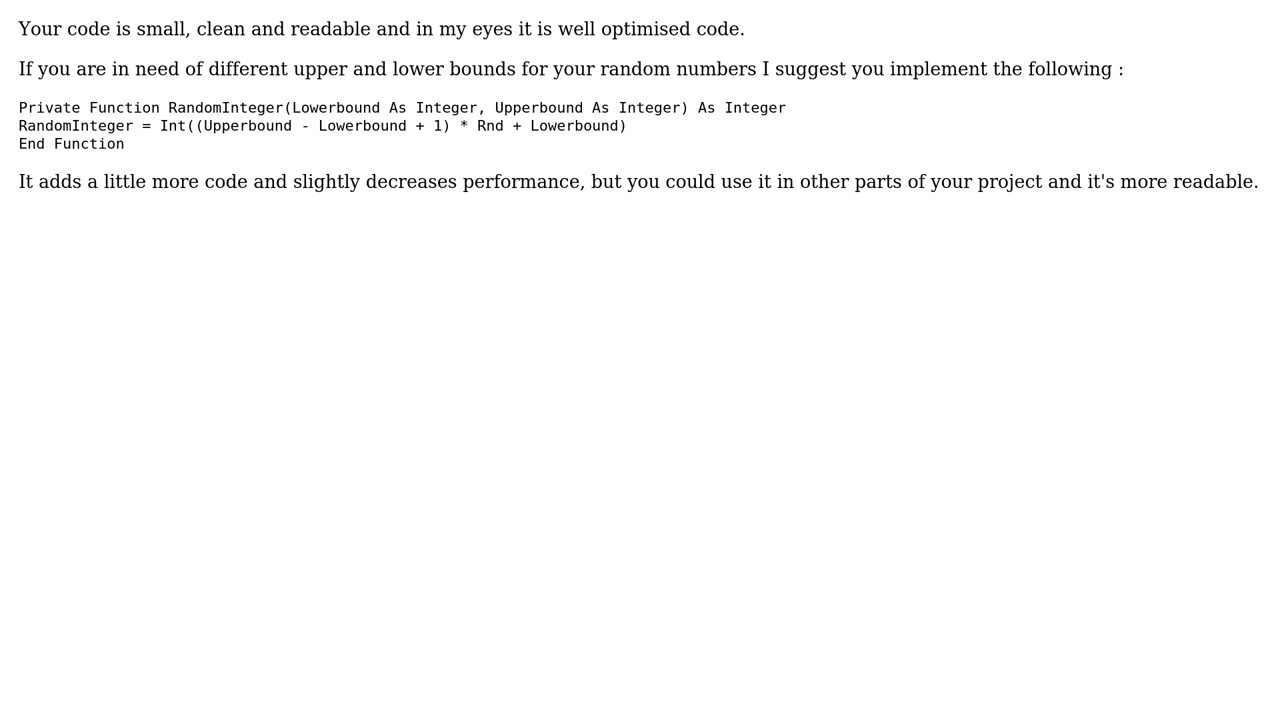 Your code is small, clean and readable and in my eyes it is well optimised code.
If you are in need of different upper and lower bounds for your random numbers I suggest you implement the following :
Private Function RandomInteger(Lowerbound As Integer, Upperbound As Integer) As Integer
RandomInteger = Int((Upperbound - Lowerbound + 1) * Rnd + Lowerbound)
End Function
It adds a little more code and slightly decreases performance, but you could use it in other parts of your project and it's more readable.